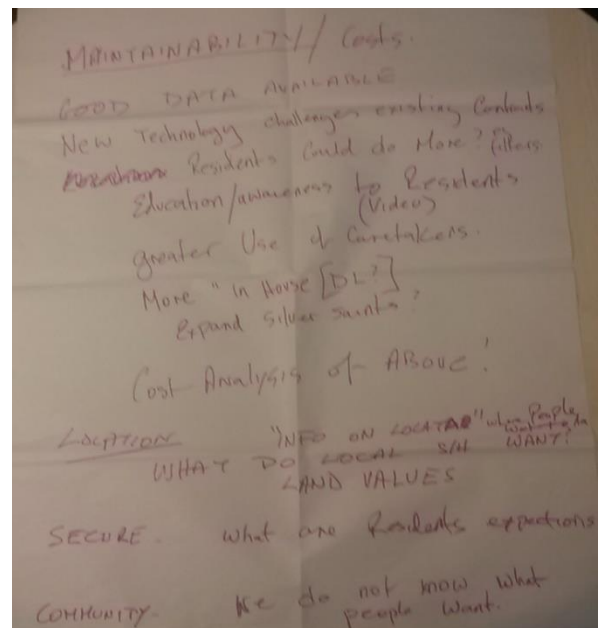 MAINTAINABILITY/ Costs.
GOOD DATA AVAILABLE
New Technology challenges existing Contracts
Residents Could do More? Filters
Education/awareness to Residents
(Video)
Greater Use of Caretakers.
More "In House [DL?]
Expand Silver Saints?
Cost Analysis of ABOVE!
LOCATION "INFO ON " where People
WHAT DO LOCAL S/H WANT?
LAND VALUES
SECURE. What are Residents expections
COMMUNITY. We do not know what
people want.